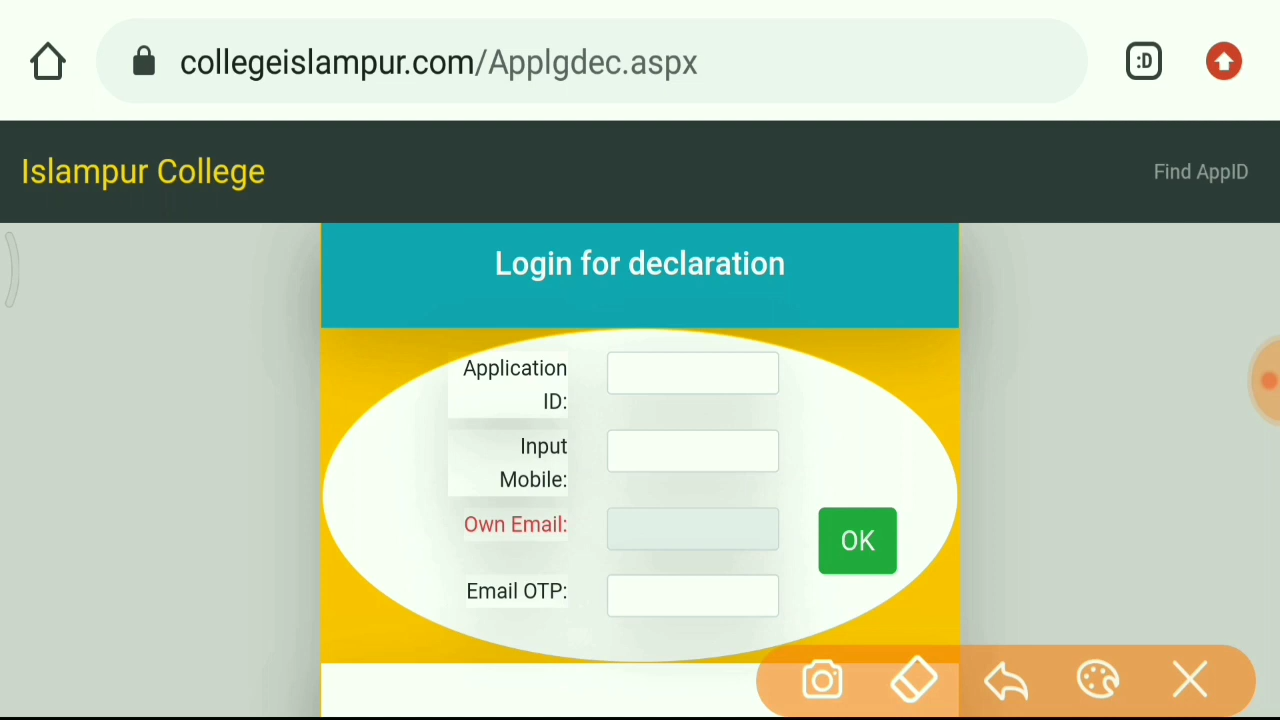 collegeislampur.com/Applgdec.aspx
:D
Islampur College
Find AppID
Login for declaration
Application
ID:
Input
Mobile:
Own Email:
OK
Email OTP: